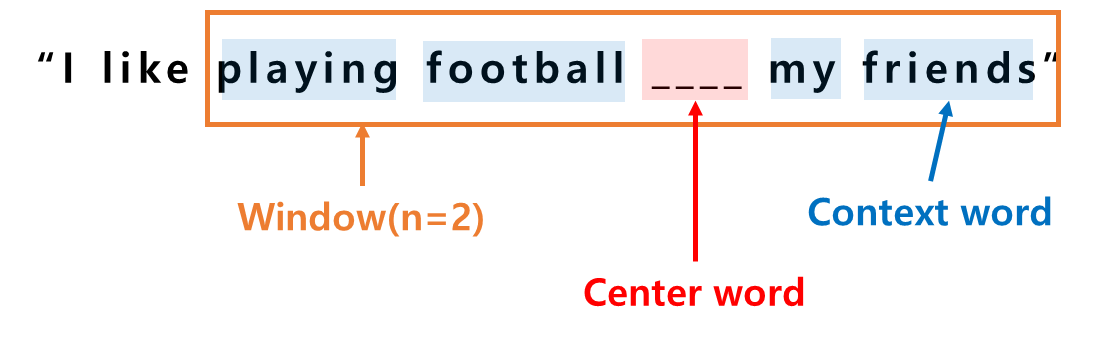 “I like playing football ____ my friends”
Window(n=2)
Context word
Center word